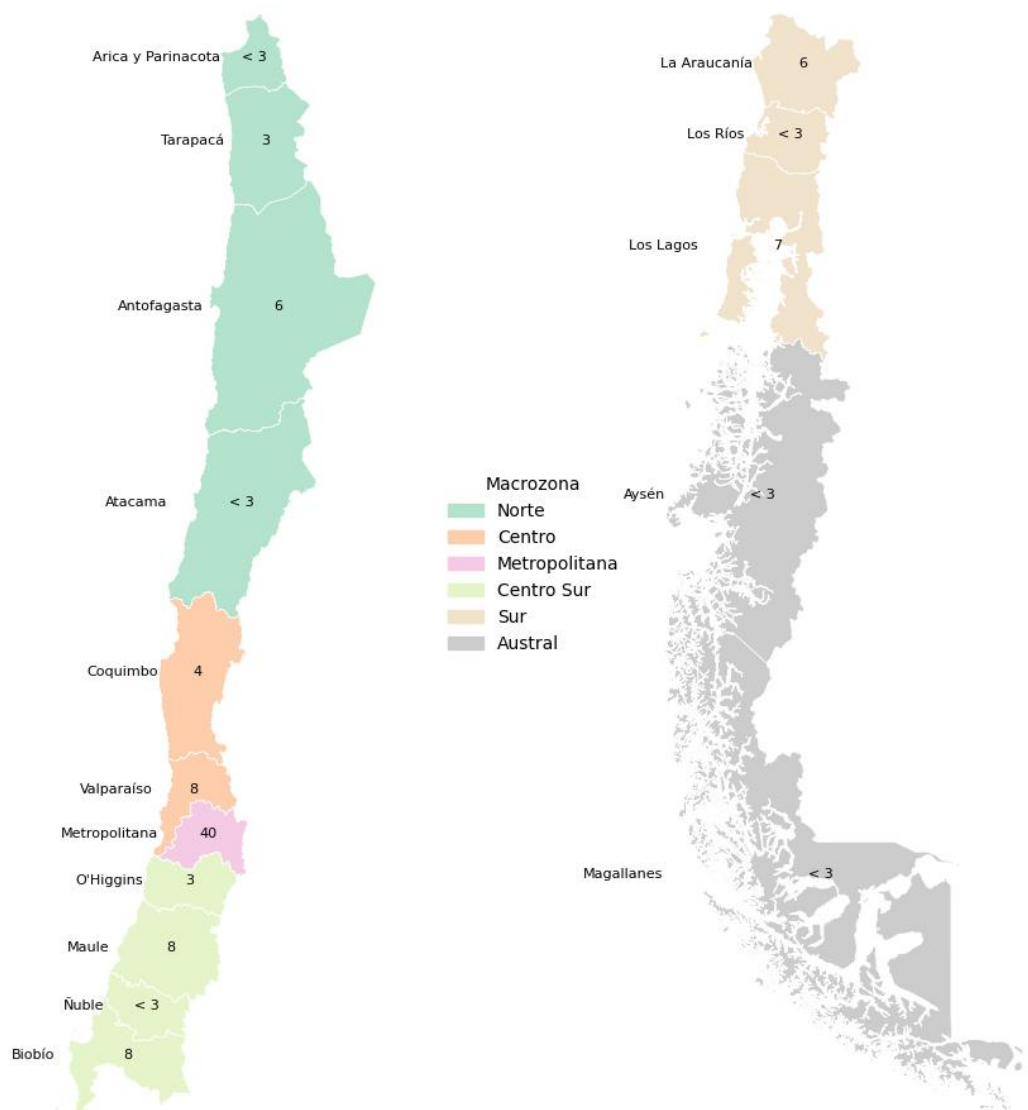 Arica y Parinacota
< 3
Tarapacá
3
Antofagasta
6
Atacama
< 3
Coquimbo
4
Valparaíso
8
Metropolitana
40
O'Higgins
3
Maule
8
Ñuble
< 3
Biobío
8
Macrozona
Norte
Centro
Metropolitana
Centro Sur
Sur
Austral
La Araucanía
6
Los Ríos
< 3
Los Lagos
7
Aysén
< 3
Magallanes
< 3